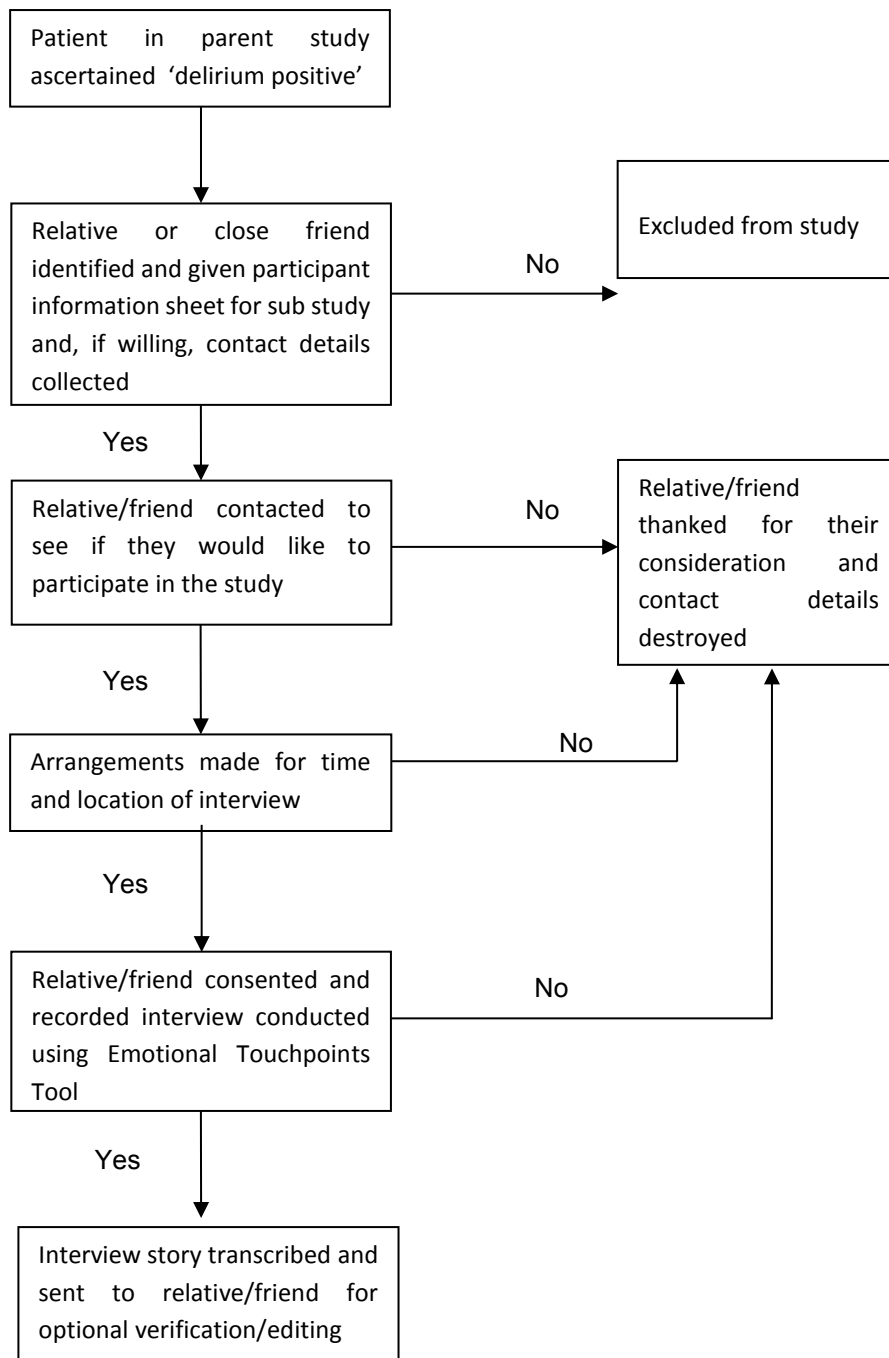 Patient in parent study
ascertained ‘delirium positive’
Relative or close friend
identified and given participant
information sheet for sub study
and, if willing, contact details
collected
No
Excluded from study
Yes
Relative/friend contacted to
see if they would like to
participate in the study
No
Relative/friend
thanked for their
consideration and
contact details
destroyed
Yes
Arrangements made for time
and location of interview
No
Yes
Relative/friend consented and
recorded interview conducted
using Emotional Touchpoints
Tool
No
Yes
Interview story transcribed and
sent to relative/friend for
optional verification/editing